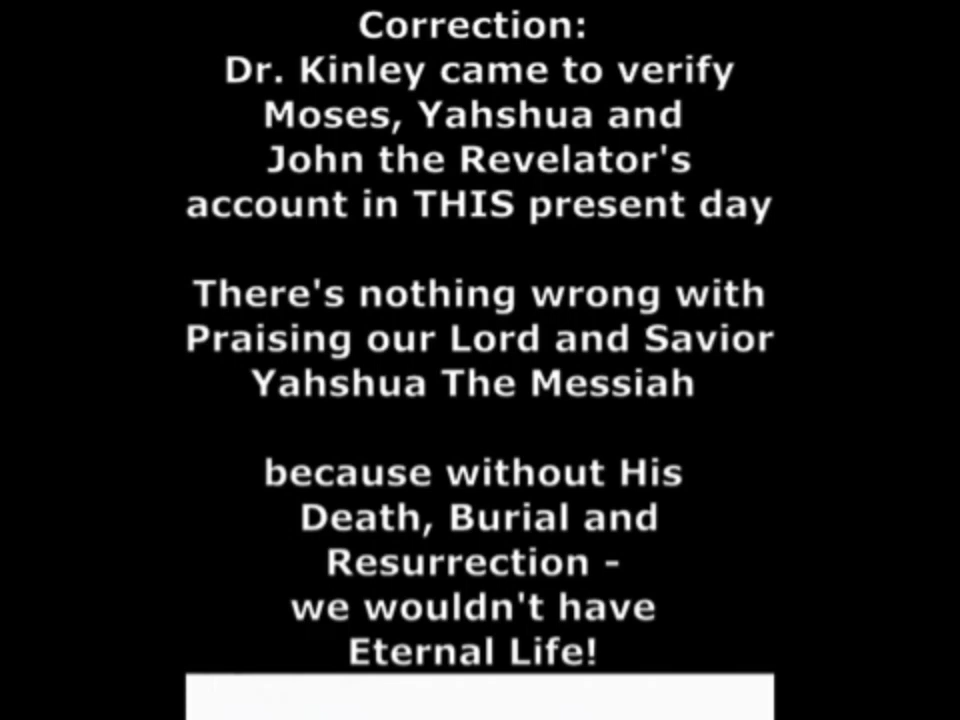 Correction:
Dr. Kinley came to verify
Moses, Yahshua and
John the Revelator's
account in THIS present day
There's nothing wrong with
Praising our Lord and Savior
Yahshua The Messiah
because without His
Death, Burial and
Resurrection -
we wouldn't have
Eternal Life!